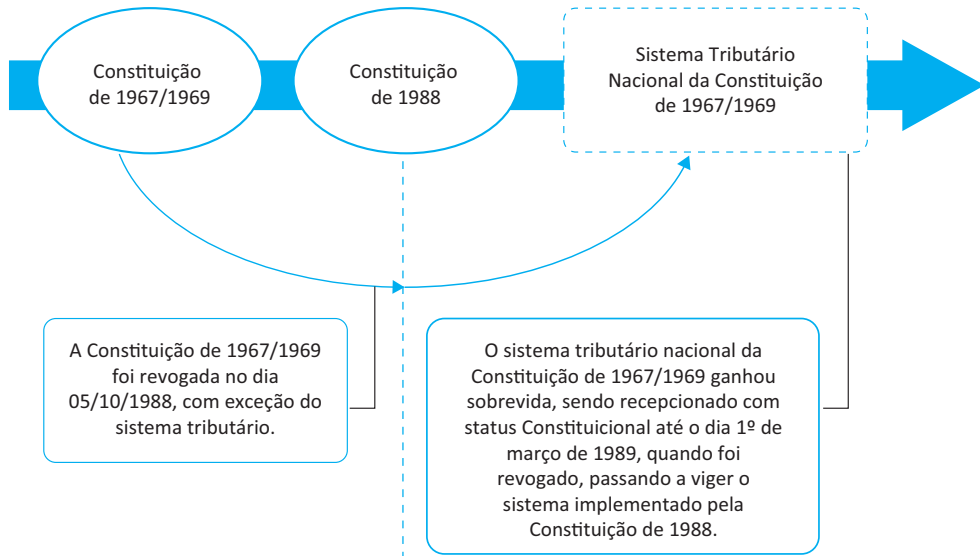 Constituição
de 1967/1969
Constituição
de 1988
Sistema Tributário
Nacional da Constituição
de 1967/1969
A Constituição de 1967/1969
foi revogada no dia
05/10/1988, com exceção do
sistema tributário.
O sistema tributário nacional da
Constituição de 1967/1969 ganhou
sobrevida, sendo recepcionado com
status Constituicional até o dia 1º de
março de 1989, quando foi
revogado, passando a viger o
sistema implementado pela
Constituição de 1988.